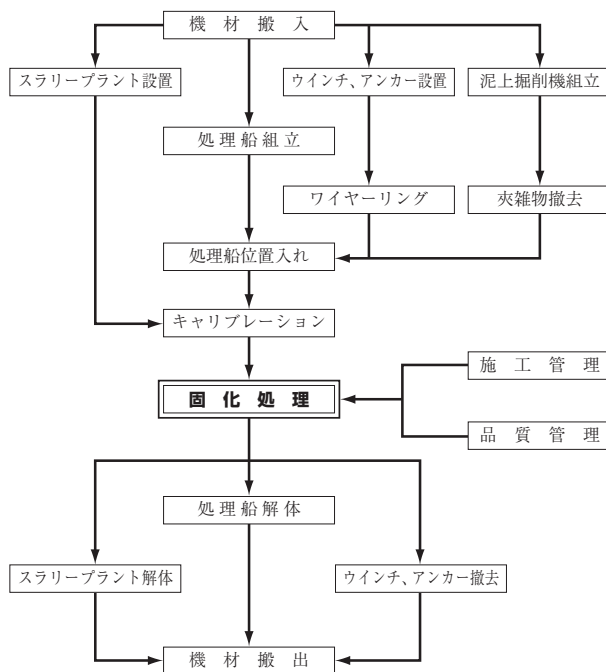 機材搬入
スラリープラント設置
ウインチ、アンカー設置
泥上掘削機組立
処理船組立
ワイヤーリング
夾雑物撤去
処理船位置入れ
キャリブレーション
施工管理
固化処理
品質管理
処理船解体
スラリープラント解体
ウインチ、アンカー撤去
機材搬出